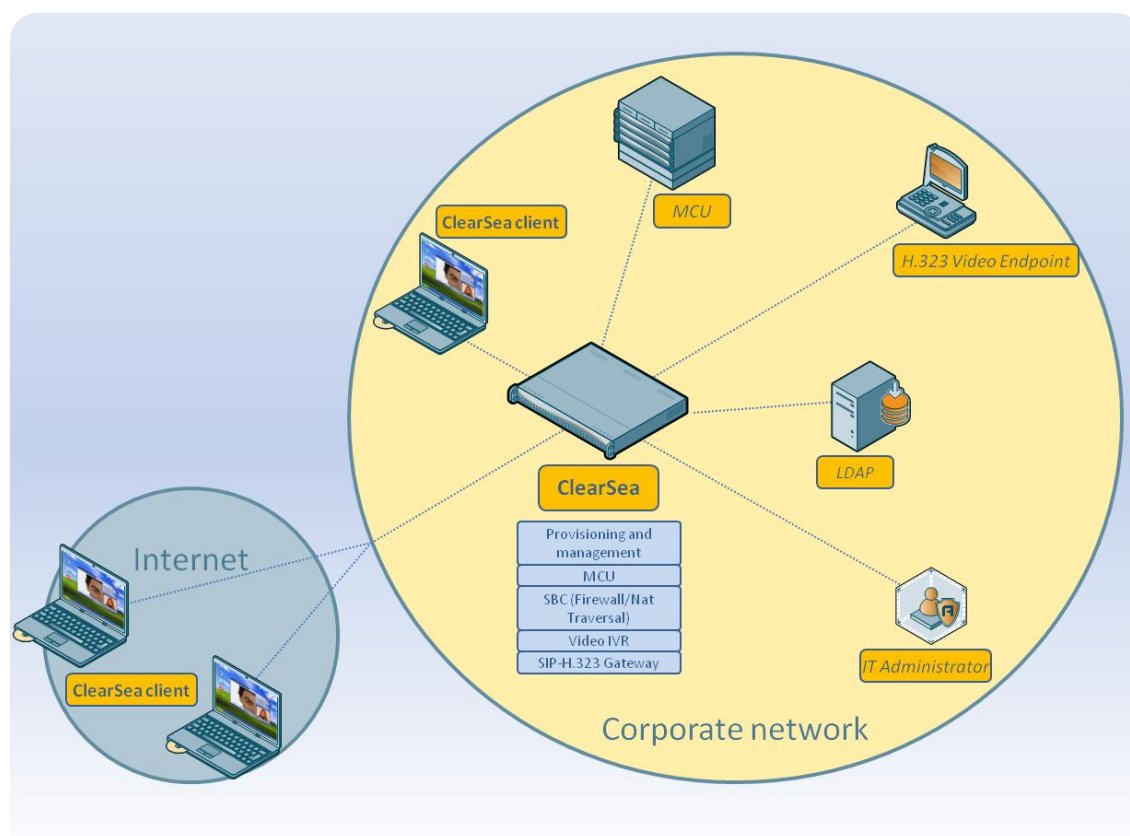 MCU
ClearSea client
H.323 Video Endpoint
LDAP
ClearSea
Provisioning and
management
MCU
SBC (Firewall/Nat
Traversal)
Video IVR
SIP-H.323 Gateway
Internet
ClearSea client
IT Administrator
Corporate network